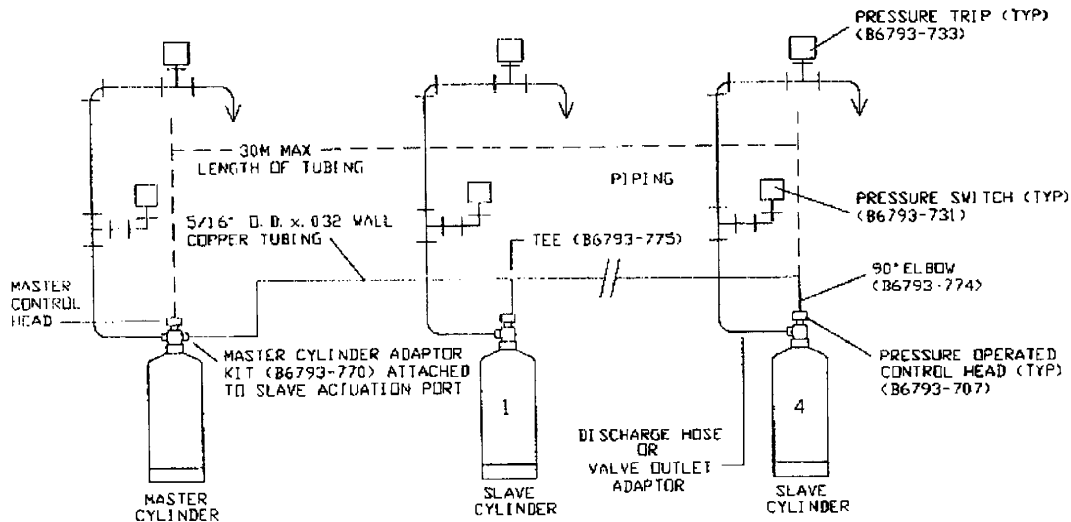 PRESSURE TRIP (TYP)
(B6793-733)
30M MAX
LENGTH OF TUBING
PIPING
PRESSURE SWITCH (TYP)
(B6793-731)
5/16" O.D. x .032 WALL
COPPER TUBING
TEE (B6793-775)
90° ELBOW
(B6793-774)
MASTER
CONTROL
HEAD
MASTER CYLINDER ADAPTOR
KIT (B6793-770) ATTACHED
TO SLAVE ACTUATION PORT
PRESSURE OPERATED
CONTROL HEAD (TYP)
(B6793-707)
1
4
DISCHARGE HOSE
OR
VALVE OUTLET
ADAPTOR
MASTER
CYLINDER
SLAVE
CYLINDER
SLAVE
CYLINDER